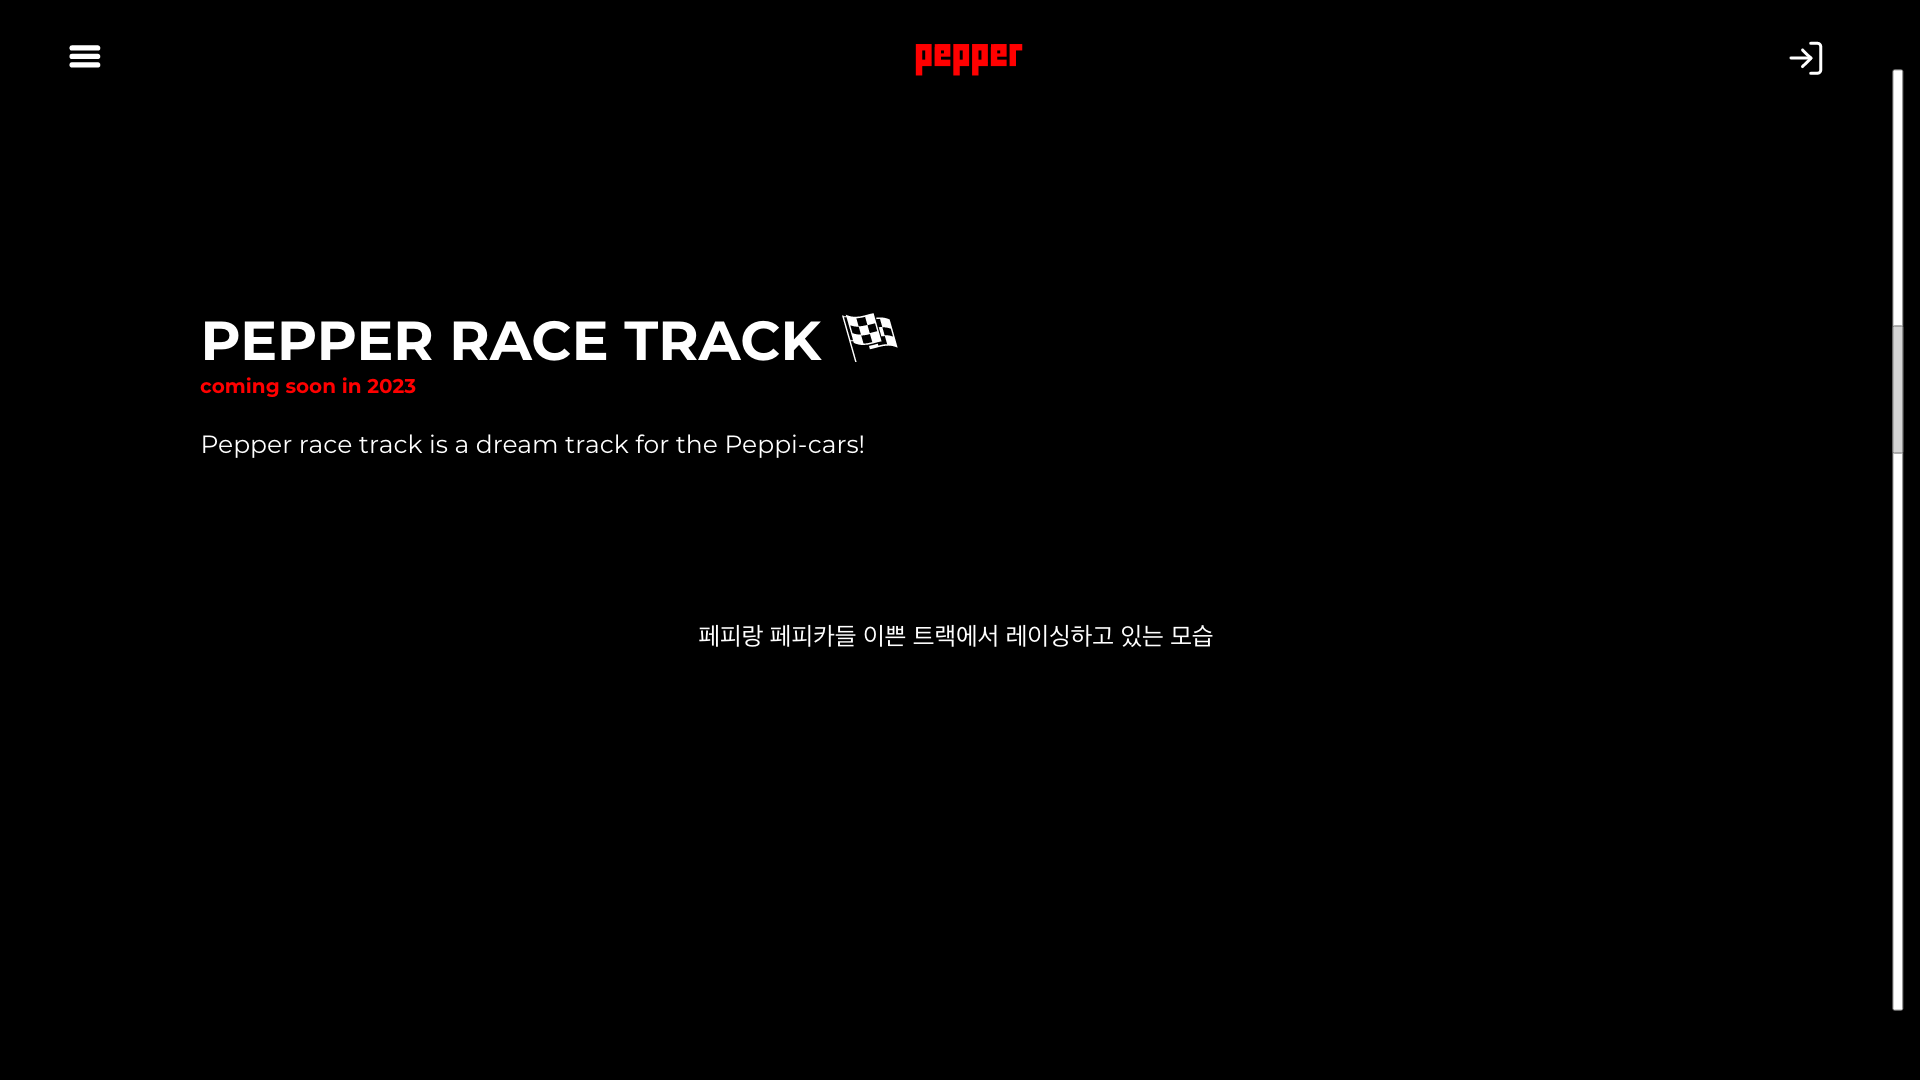 pepper
PEPPER RACE TRACK
coming soon in 2023
Pepper race track is a dream track for the Peppi-cars!
페피랑 페피카들 이쁜 트랙에서 레이싱하고 있는 모습